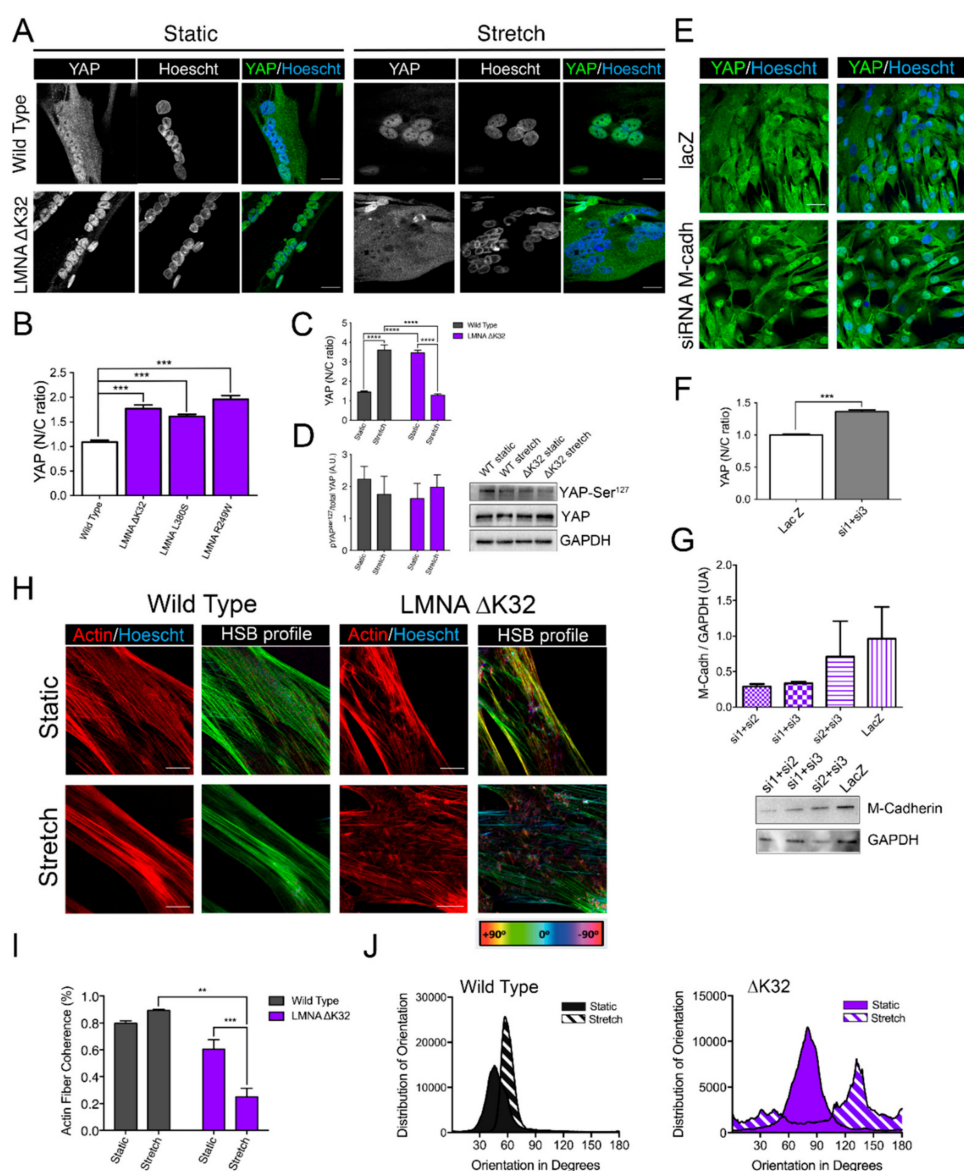 A
Static
Stretch
YAP
Hoescht
YAP/Hoescht
YAP
Hoescht
YAP/Hoescht
Wild Type
LMNA ΔK32
B
YAP (N/C ratio)
2.5
2.0
1.5
1.0
0.5
0.0
***
***
***
Wild Type
LMNA ΔK32
LMNA L380S
LMNA R249W
C
YAP (N/C ratio)
5
4
3
2
1
0
****
****
****
****
Wild Type
LMNA ΔK32
Static
Stretch
Static
Stretch
D
pYAPser127/total YAP (A.U.)
3
2
1
0
Static
Stretch
Static
Stretch
WT static
WT stretch
ΔK32 static
ΔK32 stretch
YAP-Ser127
YAP
GAPDH
E
YAP/Hoescht
YAP/Hoescht
lacZ
siRNA M-cadh
F
YAP (N/C ratio)
1.5
1.0
0.5
0.0
***
Lac Z
si1+si3
G
M-Cadh / GAPDH (UA)
2.0
1.5
1.0
0.5
0.0
si1+si2
si1+si3
si2+si3
LacZ
si1+si2
si1+si3
si2+si3
LacZ
M-Cadherin
GAPDH
H
Wild Type
LMNA ΔK32
Actin/Hoescht
HSB profile
Actin/Hoescht
HSB profile
Static
Stretch
+90º
0º
-90º
I
Actin Fiber Coherence (%)
1.0
0.8
0.6
0.4
0.2
0
**
***
Wild Type
LMNA ΔK32
Static
Stretch
Static
Stretch
J
Wild Type
Distribution of Orientation
30000
20000
10000
0
Static
Stretch
30 60 90 120 150 180
Orientation in Degrees
ΔK32
Distribution of Orientation
15000
12500
10000
7500
5000
2500
0
Static
Stretch
30 60 90 120 150 180
Orientation in Degrees